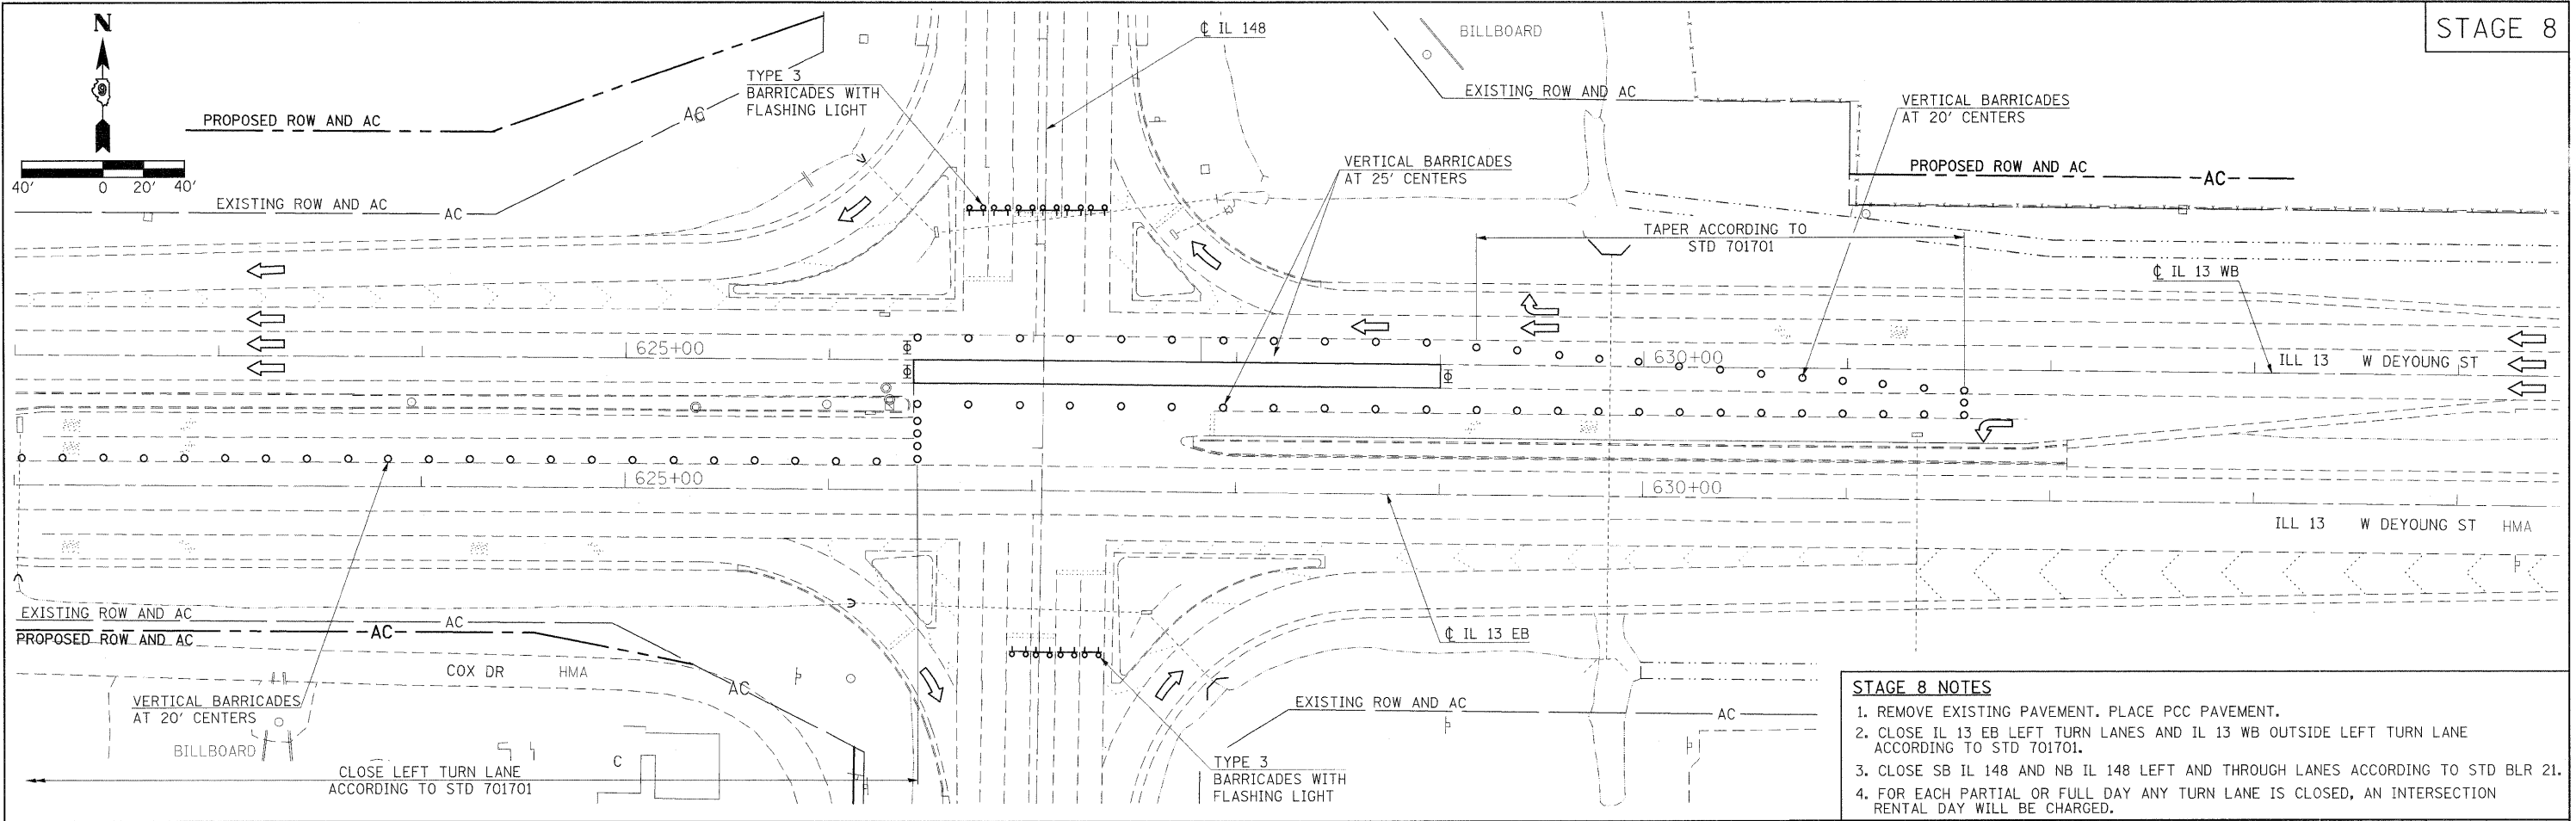 STAGE 8
N
9
40' 0 20' 40'
PROPOSED ROW AND AC
AC
EXISTING ROW AND AC
AC
TYPE 3
BARRICADES WITH
FLASHING LIGHT
℄ IL 148
BILLBOARD
EXISTING ROW AND AC
VERTICAL BARRICADES
AT 20' CENTERS
VERTICAL BARRICADES
AT 25' CENTERS
PROPOSED ROW AND AC
AC
TAPER ACCORDING TO
STD 701701
℄ IL 13 WB
625+00
630+00
ILL 13 W DEYOUNG ST
625+00
630+00
ILL 13 W DEYOUNG ST HMA
EXISTING ROW AND AC
AC
PROPOSED ROW AND AC
AC
℄ IL 13 EB
COX DR HMA
AC
VERTICAL BARRICADES
AT 20' CENTERS
BILLBOARD
C
CLOSE LEFT TURN LANE
ACCORDING TO STD 701701
EXISTING ROW AND AC
AC
TYPE 3
BARRICADES WITH
FLASHING LIGHT
STAGE 8 NOTES
1. REMOVE EXISTING PAVEMENT. PLACE PCC PAVEMENT.
2. CLOSE IL 13 EB LEFT TURN LANES AND IL 13 WB OUTSIDE LEFT TURN LANE
ACCORDING TO STD 701701.
3. CLOSE SB IL 148 AND NB IL 148 LEFT AND THROUGH LANES ACCORDING TO STD BLR 21.
4. FOR EACH PARTIAL OR FULL DAY ANY TURN LANE IS CLOSED, AN INTERSECTION
RENTAL DAY WILL BE CHARGED.